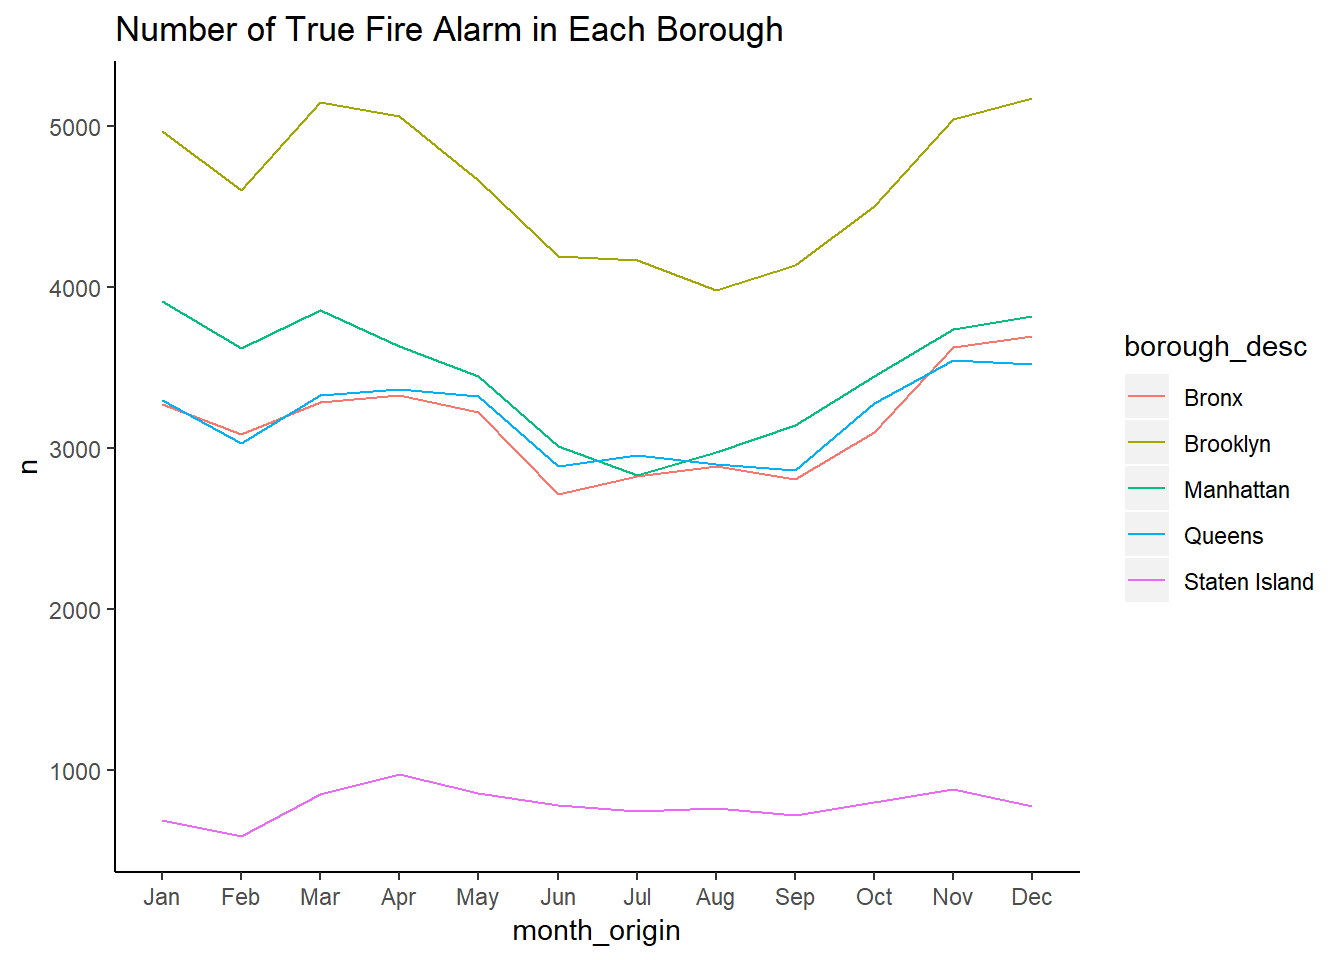 Number of True Fire Alarm in Each Borough
5000
4000
3000
2000
1000
n
Jan Feb Mar Apr May Jun Jul Aug Sep Oct Nov Dec
month_origin
borough_desc
Bronx
Brooklyn
Manhattan
Queens
Staten Island